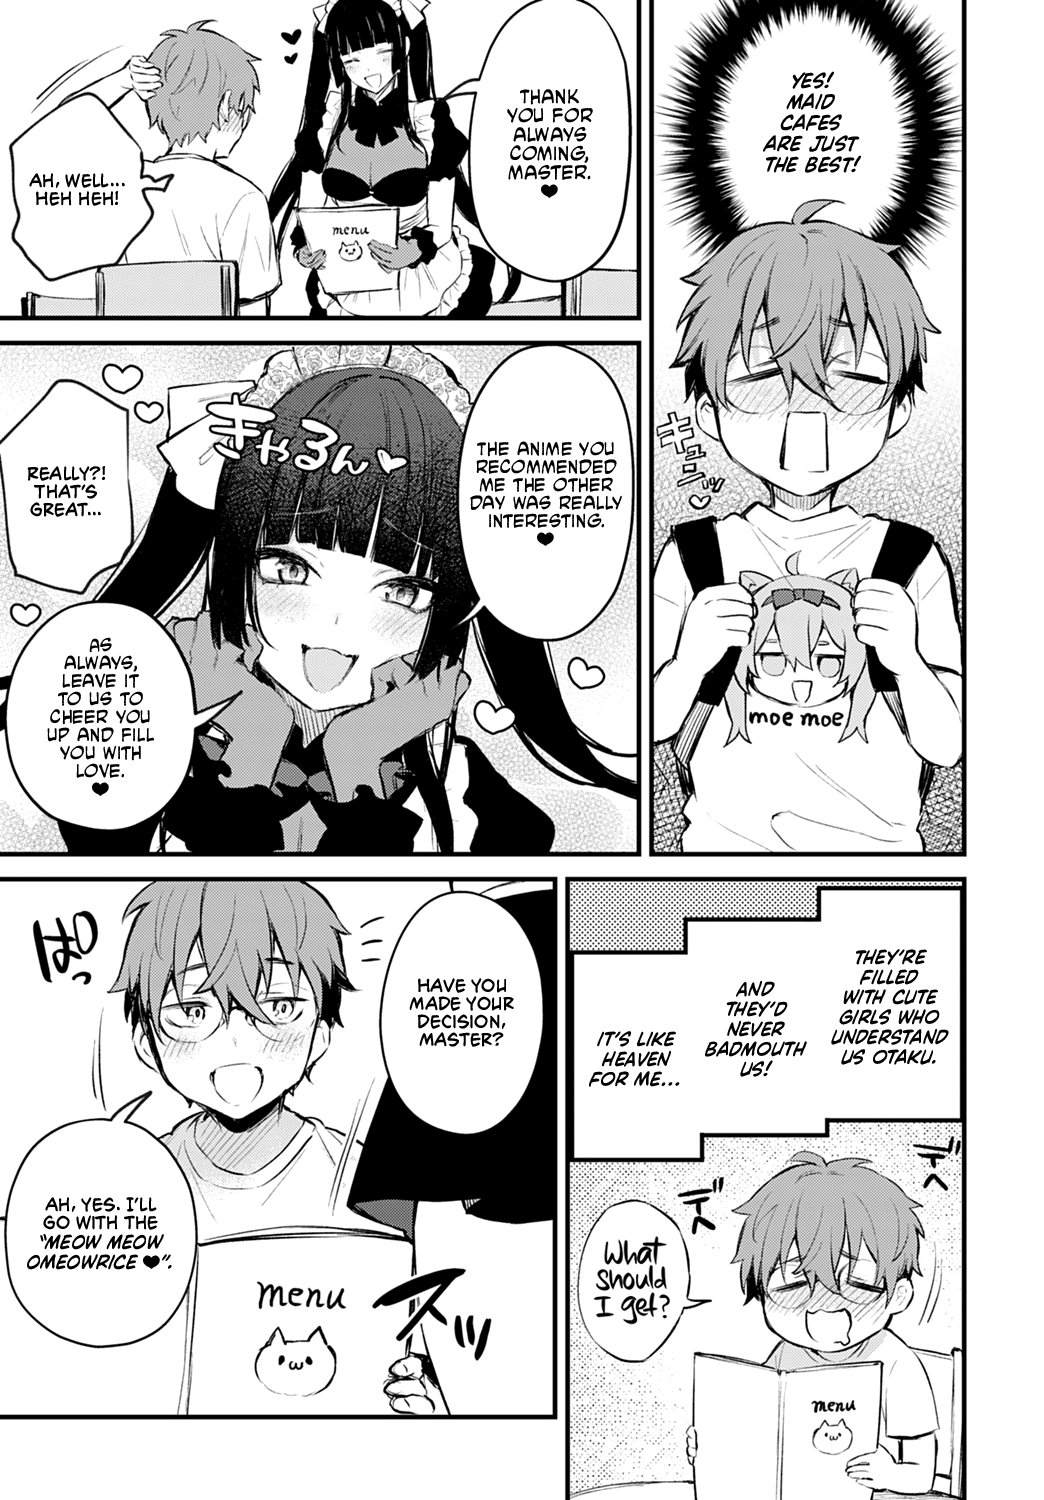 YES!
MAID
CAFES
ARE JUST
THE BEST!
キュンッ♡
moe moe
THANK
YOU FOR
ALWAYS
COMING,
MASTER.
♥
menu
AH, WELL...
HEH HEH!
THE ANIME YOU
RECOMMENDED
ME THE OTHER
DAY WAS REALLY
INTERESTING.
♥
きゃるん♡
REALLY?!
THAT'S
GREAT...
AS
ALWAYS,
LEAVE IT
TO US TO
CHEER YOU
UP AND FILL
YOU WITH
LOVE.
♥
THEY'RE
FILLED
WITH CUTE
GIRLS WHO
UNDERSTAND
US OTAKU.
AND
THEY'D
NEVER
BADMOUTH
US!
IT'S LIKE
HEAVEN
FOR ME...
デヘ
デヘ
What
should
I get?
menu
HAVE YOU
MADE YOUR
DECISION,
MASTER?
ぱっ
AH, YES. I'LL
GO WITH THE
"MEOW MEOW
OMEOWRICE ♥".
menu
スッ